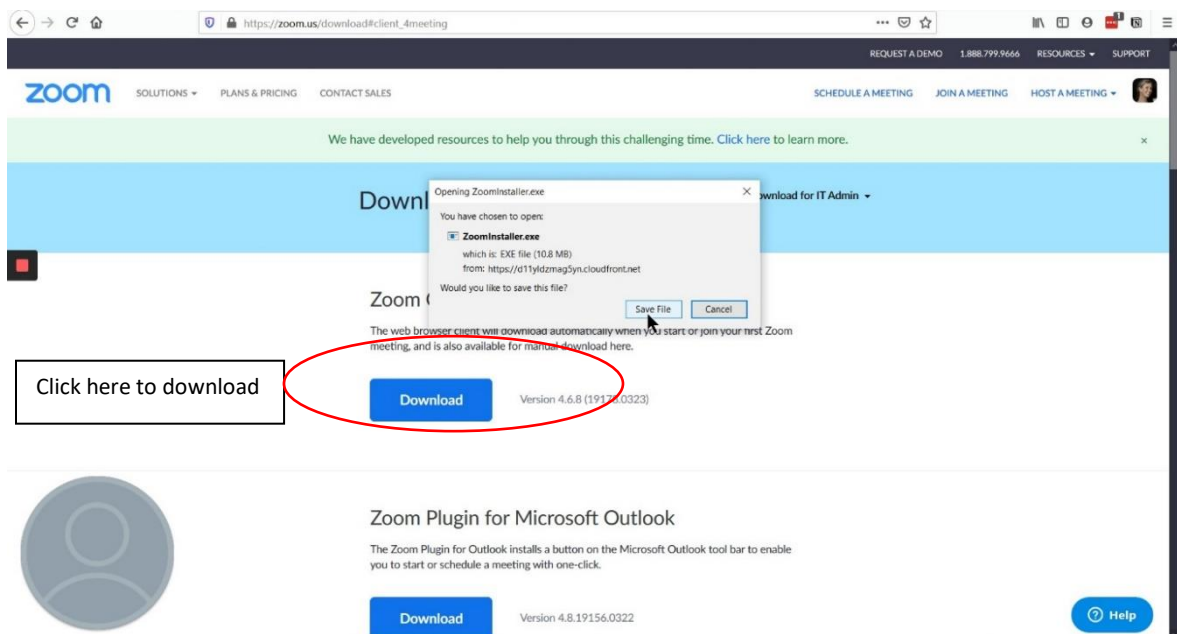 https://zoom.us/download#client_4meeting
REQUEST A DEMO 1.888.799.9666 RESOURCES SUPPORT
zoom SOLUTIONS PLANS & PRICING CONTACT SALES SCHEDULE A MEETING JOIN A MEETING HOST A MEETING
We have developed resources to help you through this challenging time. Click here to learn more. ×
Opening ZoomInstaller.exe
You have chosen to open:
ZoomInstaller.exe
which is: EXE file (10.8 MB)
from: https://d11yldzmag5yn.cloudfront.net
Would you like to save this file?
Save File Cancel
for IT Admin
Zoom
The web browser client will download automatically when you start or join your first Zoom
meeting, and is also available for manual download here.
Click here to download
Download Version 4.6.8 (19178.0323)
Zoom Plugin for Microsoft Outlook
The Zoom Plugin for Outlook installs a button on the Microsoft Outlook tool bar to enable
you to start or schedule a meeting with one-click.
Download Version 4.8.19156.0322
Help